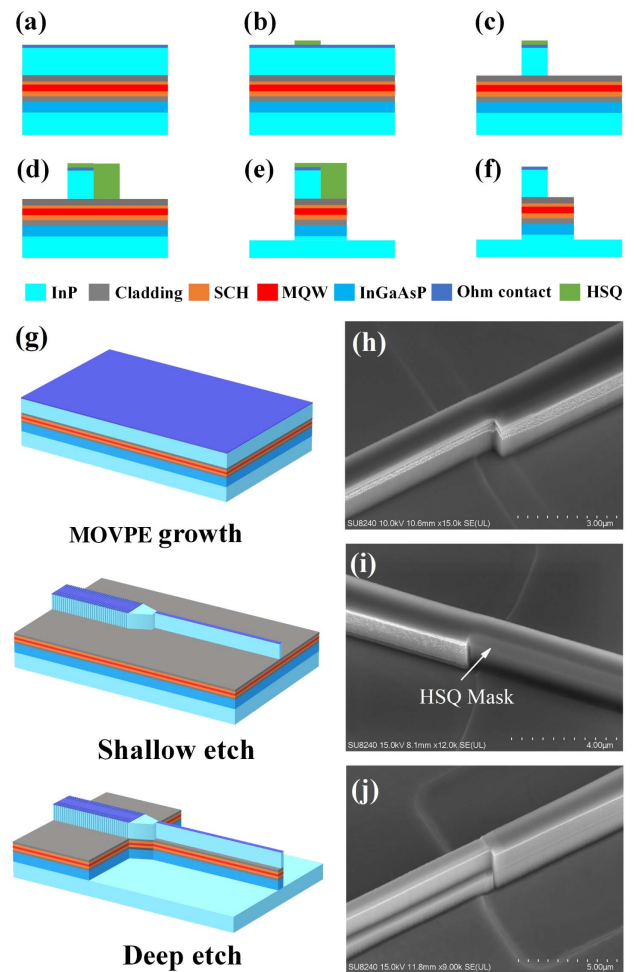 (a)
(b)
(c)
(d)
(e)
(f)
InP Cladding SCH MQW InGaAsP Ohm contact HSQ
(g)
MOVPE growth
Shallow etch
Deep etch
(h)
SU8240 10.0kV 10.6mm x15.0k SE(UL) 3.00µm
(i)
HSQ Mask
SU8240 15.0kV 8.1mm x12.0k SE(UL) 4.00µm
(j)
SU8240 15.0kV 11.8mm x9.00k SE(UL) 5.00µm